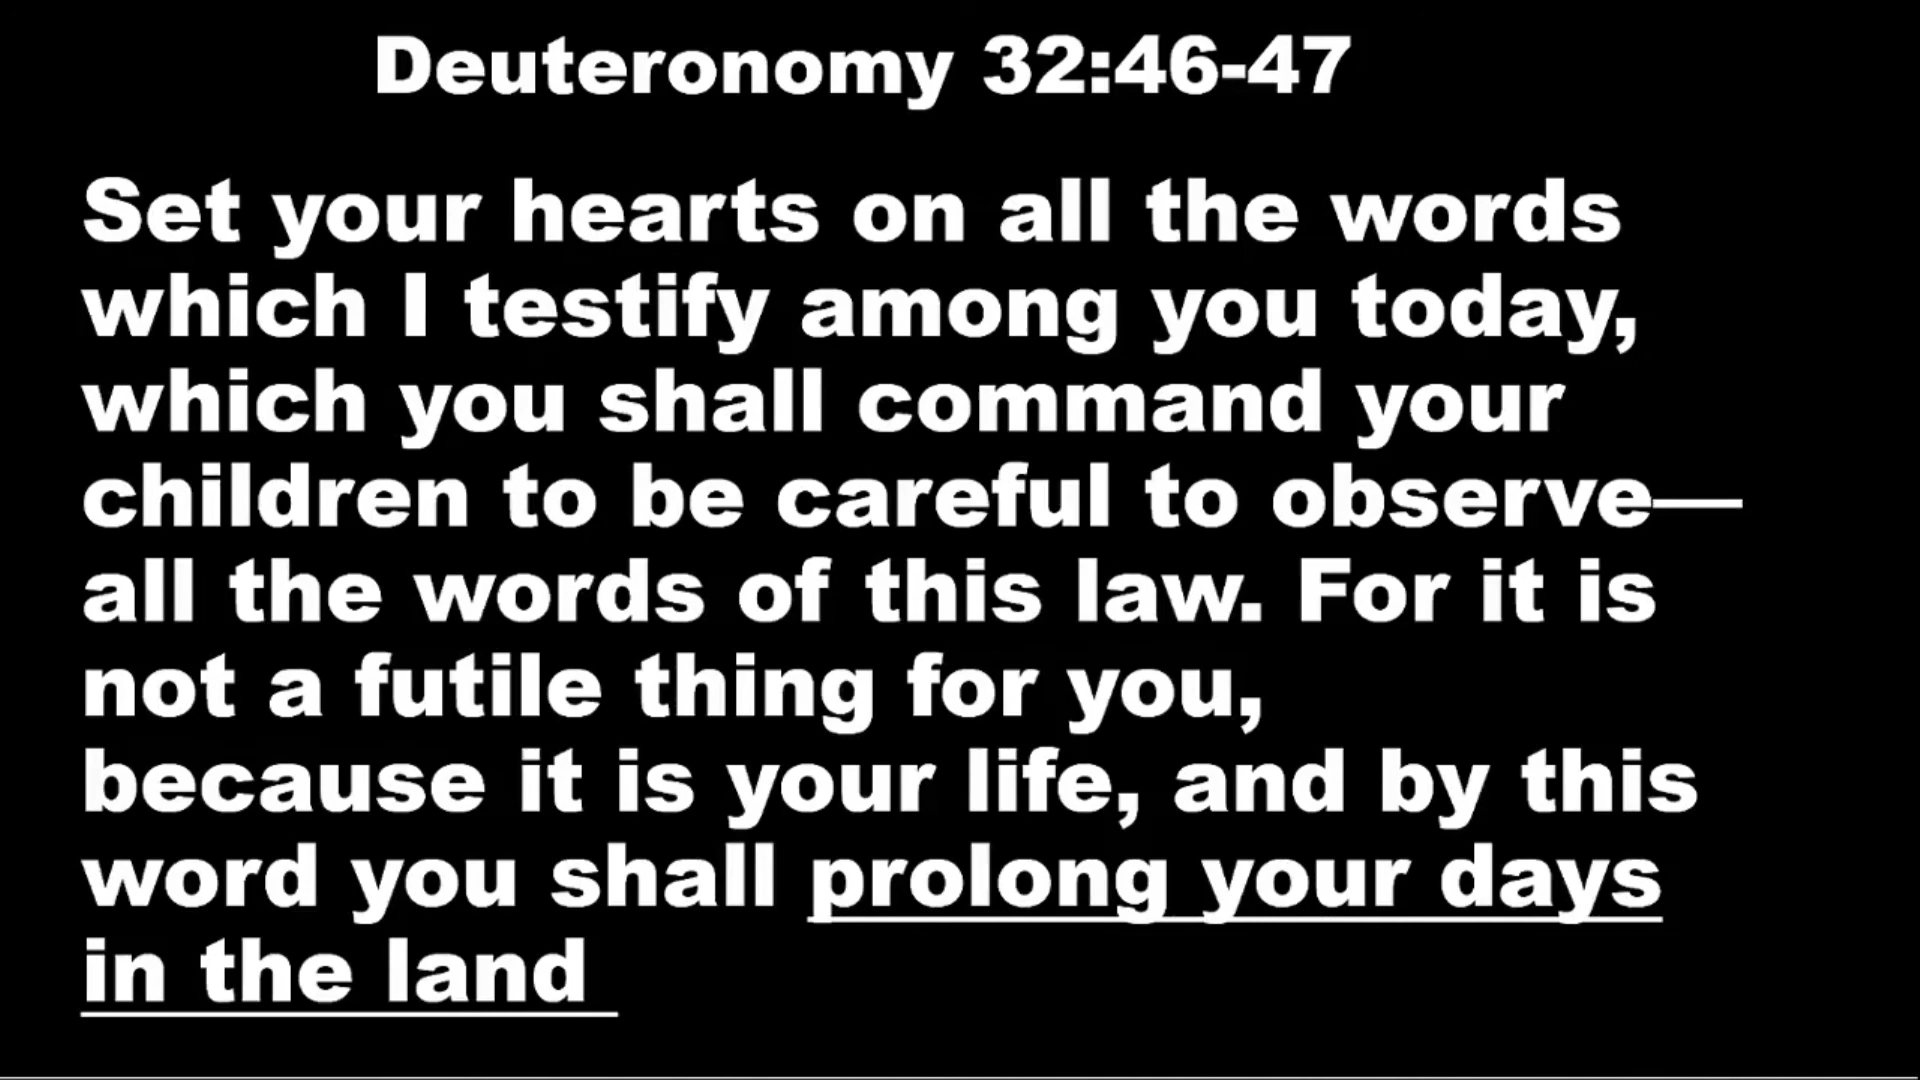 Deuteronomy 32:46-47
Set your hearts on all the words
which I testify among you today,
which you shall command your
children to be careful to observe—
all the words of this law. For it is
not a futile thing for you,
because it is your life, and by this
word you shall prolong your days
in the land